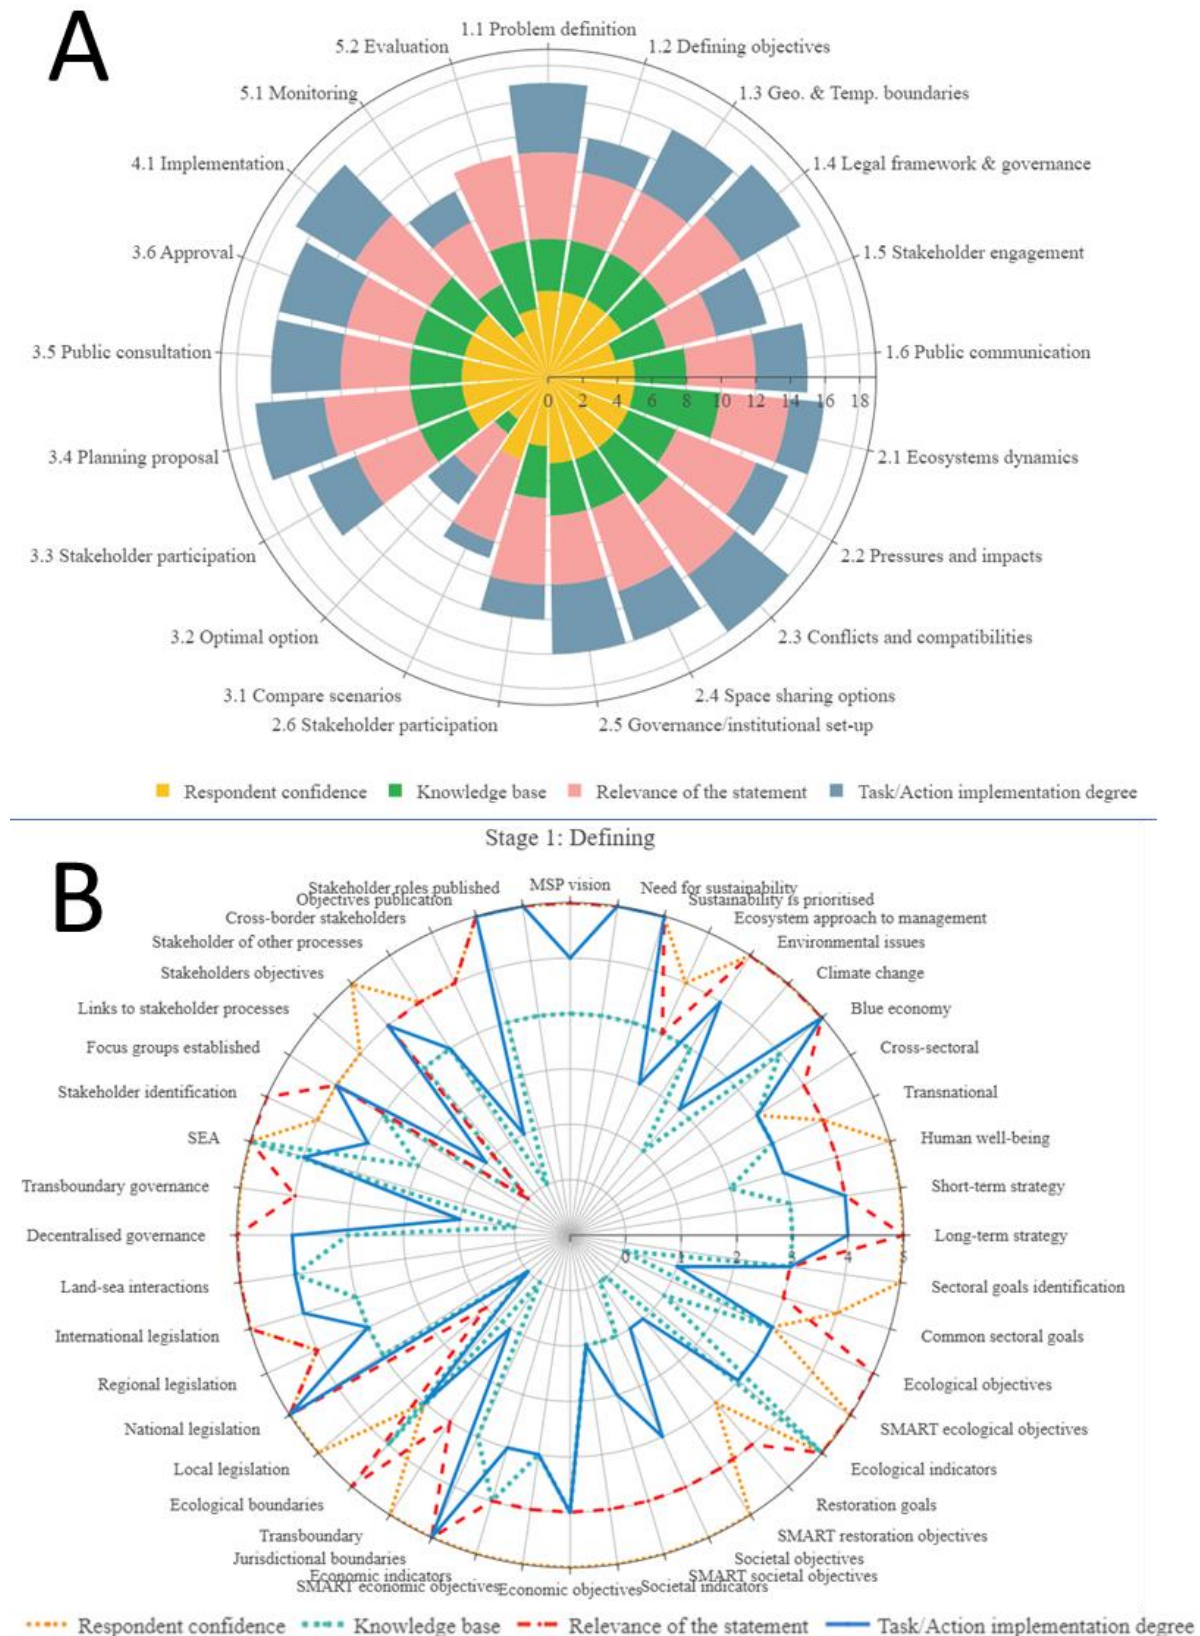 A
1.1 Problem definition
1.2 Defining objectives
1.3 Geo. & Temp. boundaries
1.4 Legal framework & governance
1.5 Stakeholder engagement
1.6 Public communication
2.1 Ecosystems dynamics
2.2 Pressures and impacts
2.3 Conflicts and compatibilities
2.4 Space sharing options
2.5 Governance/institutional set-up
2.6 Stakeholder participation
3.1 Compare scenarios
3.2 Optimal option
3.3 Stakeholder participation
3.4 Planning proposal
3.5 Public consultation
3.6 Approval
4.1 Implementation
5.1 Monitoring
5.2 Evaluation
0 2 4 6 8 10 12 14 16 18
Respondent confidence Knowledge base Relevance of the statement Task/Action implementation degree
Stage 1: Defining
B
MSP vision
Need for sustainability
Sustainability is prioritised
Ecosystem approach to management
Environmental issues
Climate change
Blue economy
Cross-sectoral
Transnational
Human well-being
Short-term strategy
Long-term strategy
Sectoral goals identification
Common sectoral goals
Ecological objectives
SMART ecological objectives
Ecological indicators
Restoration goals
SMART restoration objectives
Societal objectives
SMART societal objectives
Societal indicators
Economic objectives
SMART economic objectives
Economic indicators
Jurisdictional boundaries
Transboundary
Ecological boundaries
Local legislation
National legislation
Regional legislation
International legislation
Land-sea interactions
Decentralised governance
Transboundary governance
SEA
Stakeholder identification
Focus groups established
Links to stakeholder processes
Stakeholders objectives
Stakeholder of other processes
Cross-border stakeholders
Objectives publication
Stakeholder roles published
0 1 2 3 4 5
Respondent confidence Knowledge base Relevance of the statement Task/Action implementation degree